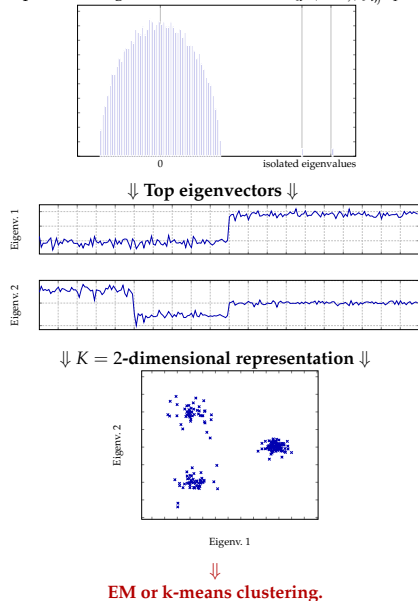 0 isolated eigenvalues
⇓ Top eigenvectors ⇓
Eigenv. 1
Eigenv. 2
⇓ K = 2-dimensional representation ⇓
Eigenv. 2
Eigenv. 1
⇓
EM or k-means clustering.